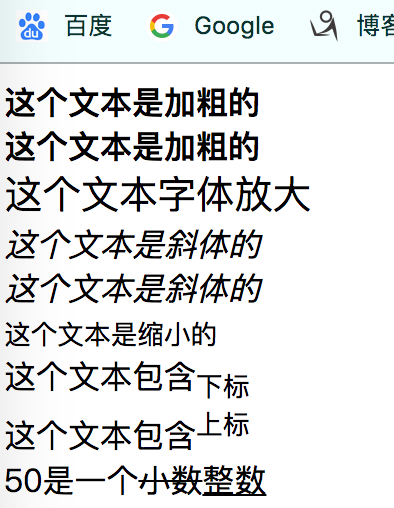 百度 Google 博客
这个文本是加粗的
这个文本是加粗的
这个文本字体放大
这个文本是斜体的
这个文本是斜体的
这个文本是缩小的
这个文本包含下标
这个文本包含上标
50是一个小数整数